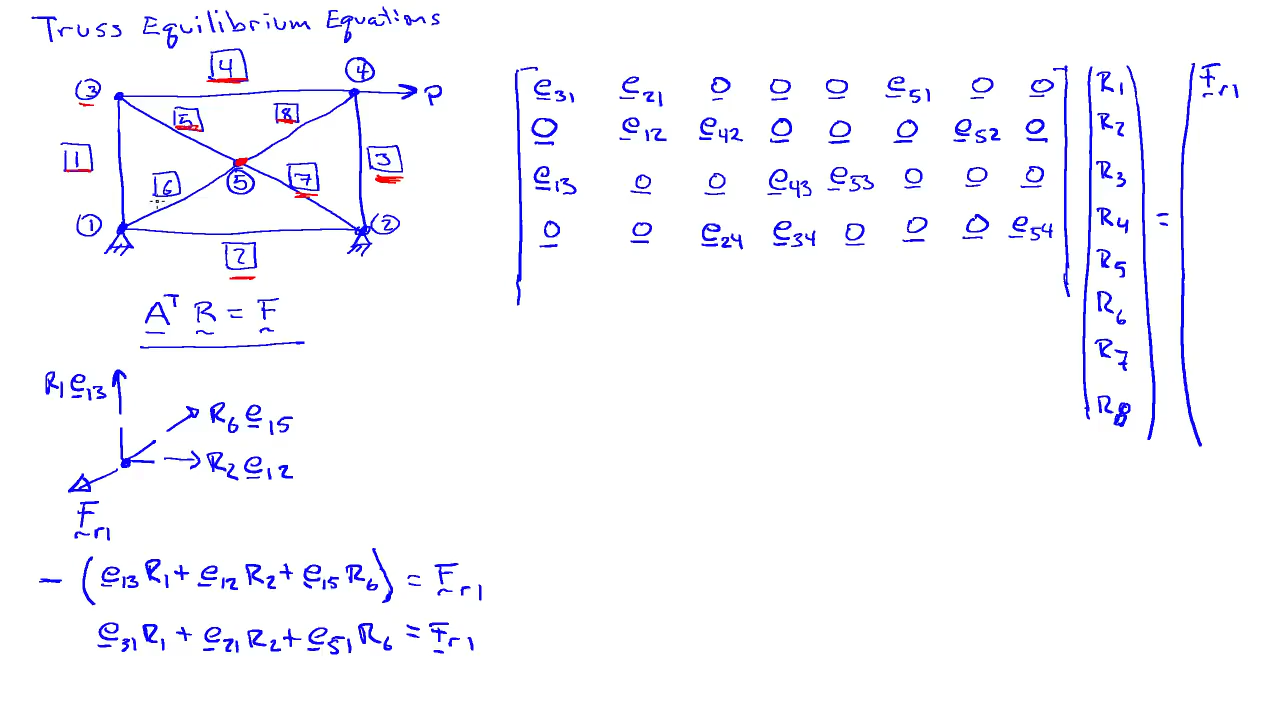 Truss Equilibrium Equations
4
3 4 P
5 8
1 3
6 5 7
1 2
2
Aᵀ R = F
R1 e13
R6 e15
R2 e12
Fr1
- (e13 R1 + e12 R2 + e15 R6) = Fr1
e31 R1 + e21 R2 + e51 R6 = Fr1
e31 e21 0 0 0 e51 0 0 R1 Fr1
0 e12 e42 0 0 0 e52 0 R2
e13 0 0 e43 e53 0 0 0 R3
0 0 e24 e34 0 0 0 e54 R4 =
R5
R6
R7
R8